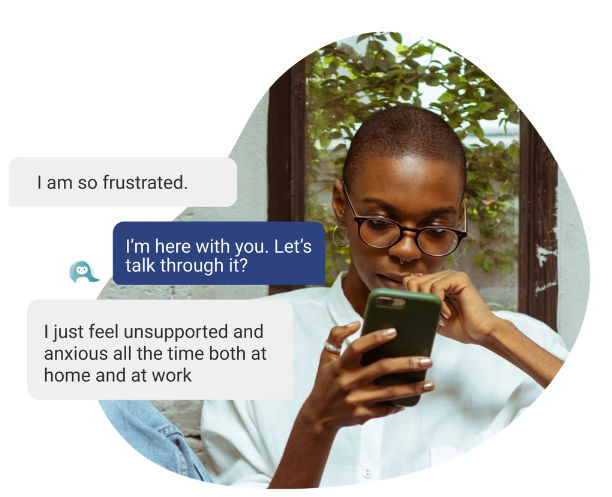 I am so frustrated.
I'm here with you. Let's
talk through it?
I just feel unsupported and
anxious all the time both at
home and at work